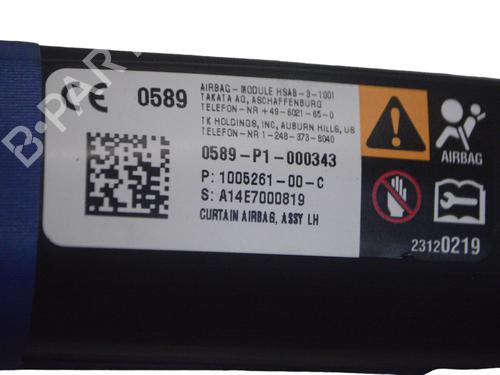 CE 0589
AIRBAG - MODULE HSAB-3-1001
TAKATA AG, ASCHAFFENBURG
TELEFON-NR +49-6021-65-0
TK HOLDINGS, INC, AUBURN HILLS, US
TELEFON-NR 1-248-373-8040
0589-P1-000343
P: 1005261-00-C
S: A14E7000819
CURTAIN AIRBAG, ASSY LH
AIRBAG
23120219
B-PARTS